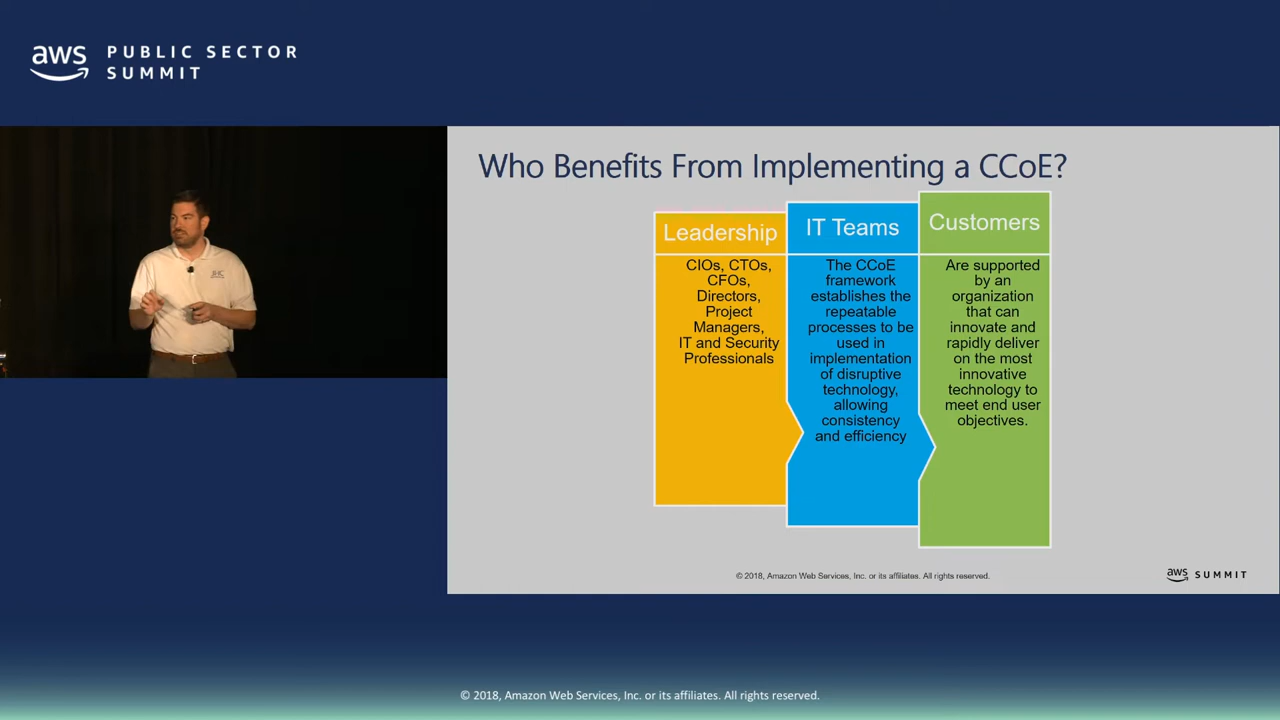 aws
PUBLIC SECTOR
SUMMIT
Who Benefits From Implementing a CCoE?
Leadership
CIOs, CTOs,
CFOs,
Directors,
Project
Managers,
IT and Security
Professionals
IT Teams
The CCoE
framework
establishes the
repeatable
processes to be
used in
implementation
of disruptive
technology,
allowing
consistency
and efficiency
Customers
Are supported
by an
organization
that can
innovate and
rapidly deliver
on the most
innovative
technology to
meet end user
objectives.
© 2018, Amazon Web Services, Inc. or its affiliates. All rights reserved.
aws SUMMIT
© 2018, Amazon Web Services, Inc. or its affiliates. All rights reserved.